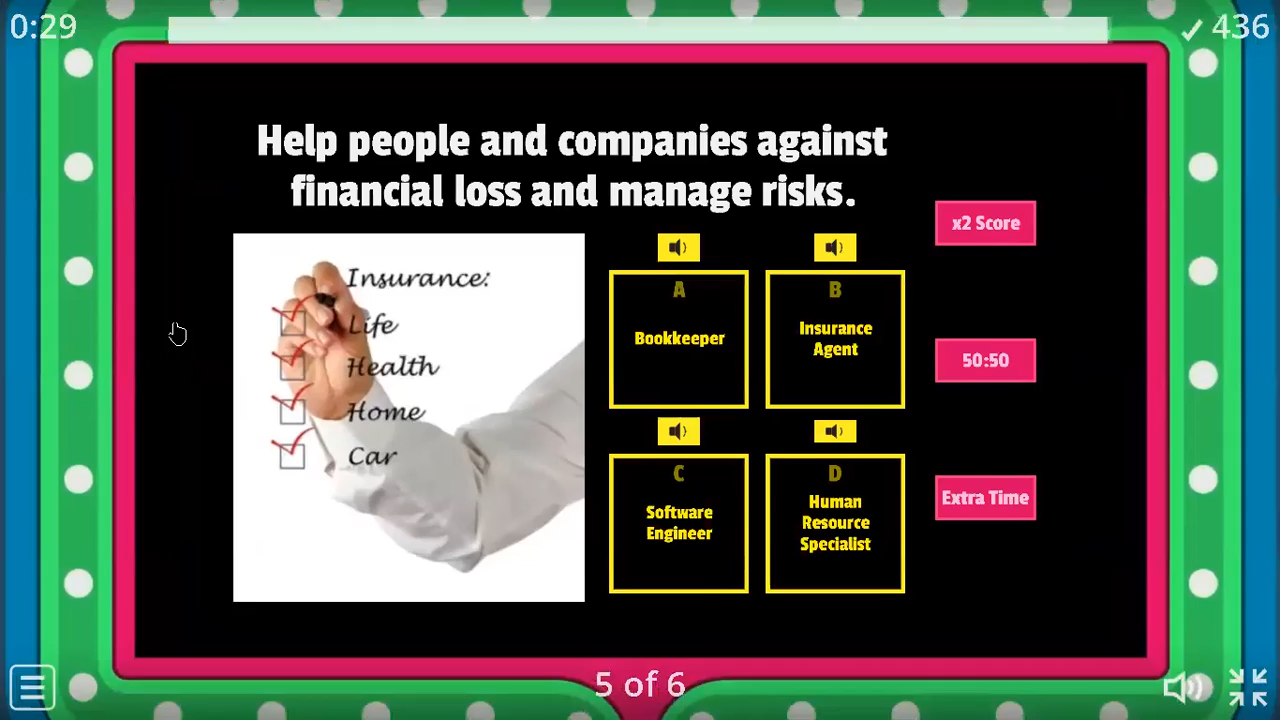 0:29
✓ 436
Help people and companies against
financial loss and manage risks.
Insurance:
Life
Health
Home
Car
A
Bookkeeper
B
Insurance
Agent
C
Software
Engineer
D
Human
Resource
Specialist
x2 Score
50:50
Extra Time
5 of 6